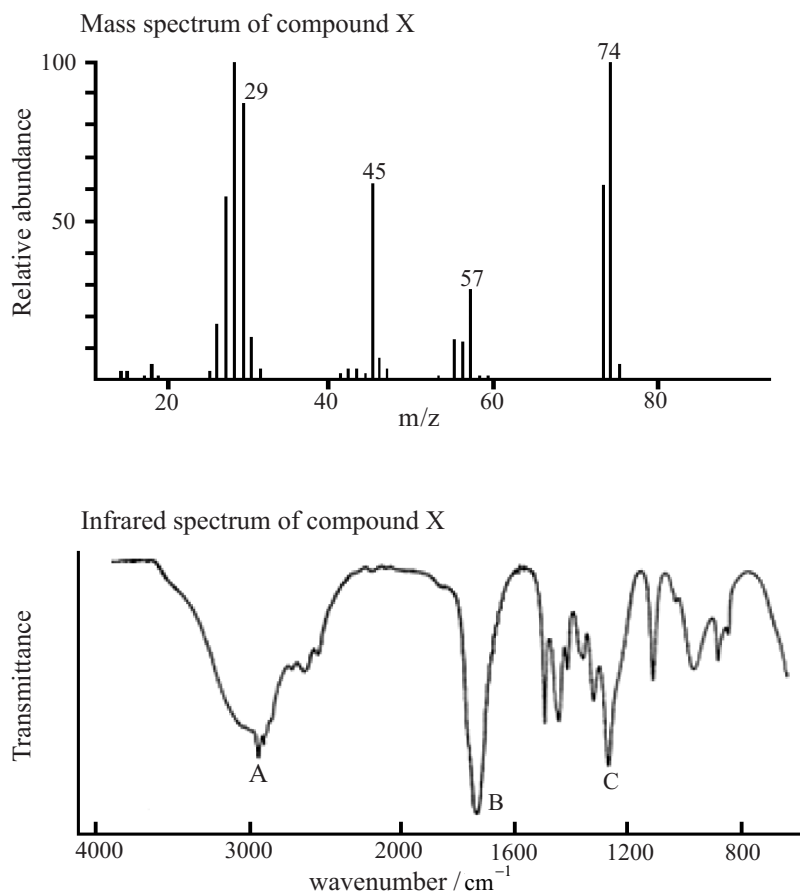 Mass spectrum of compound X
100
74
29
45
50
57
Relative abundance
20 40 60 80
m/z
Infrared spectrum of compound X
Transmittance
A
B
C
4000 3000 2000 1600 1200 800
wavenumber / cm⁻¹